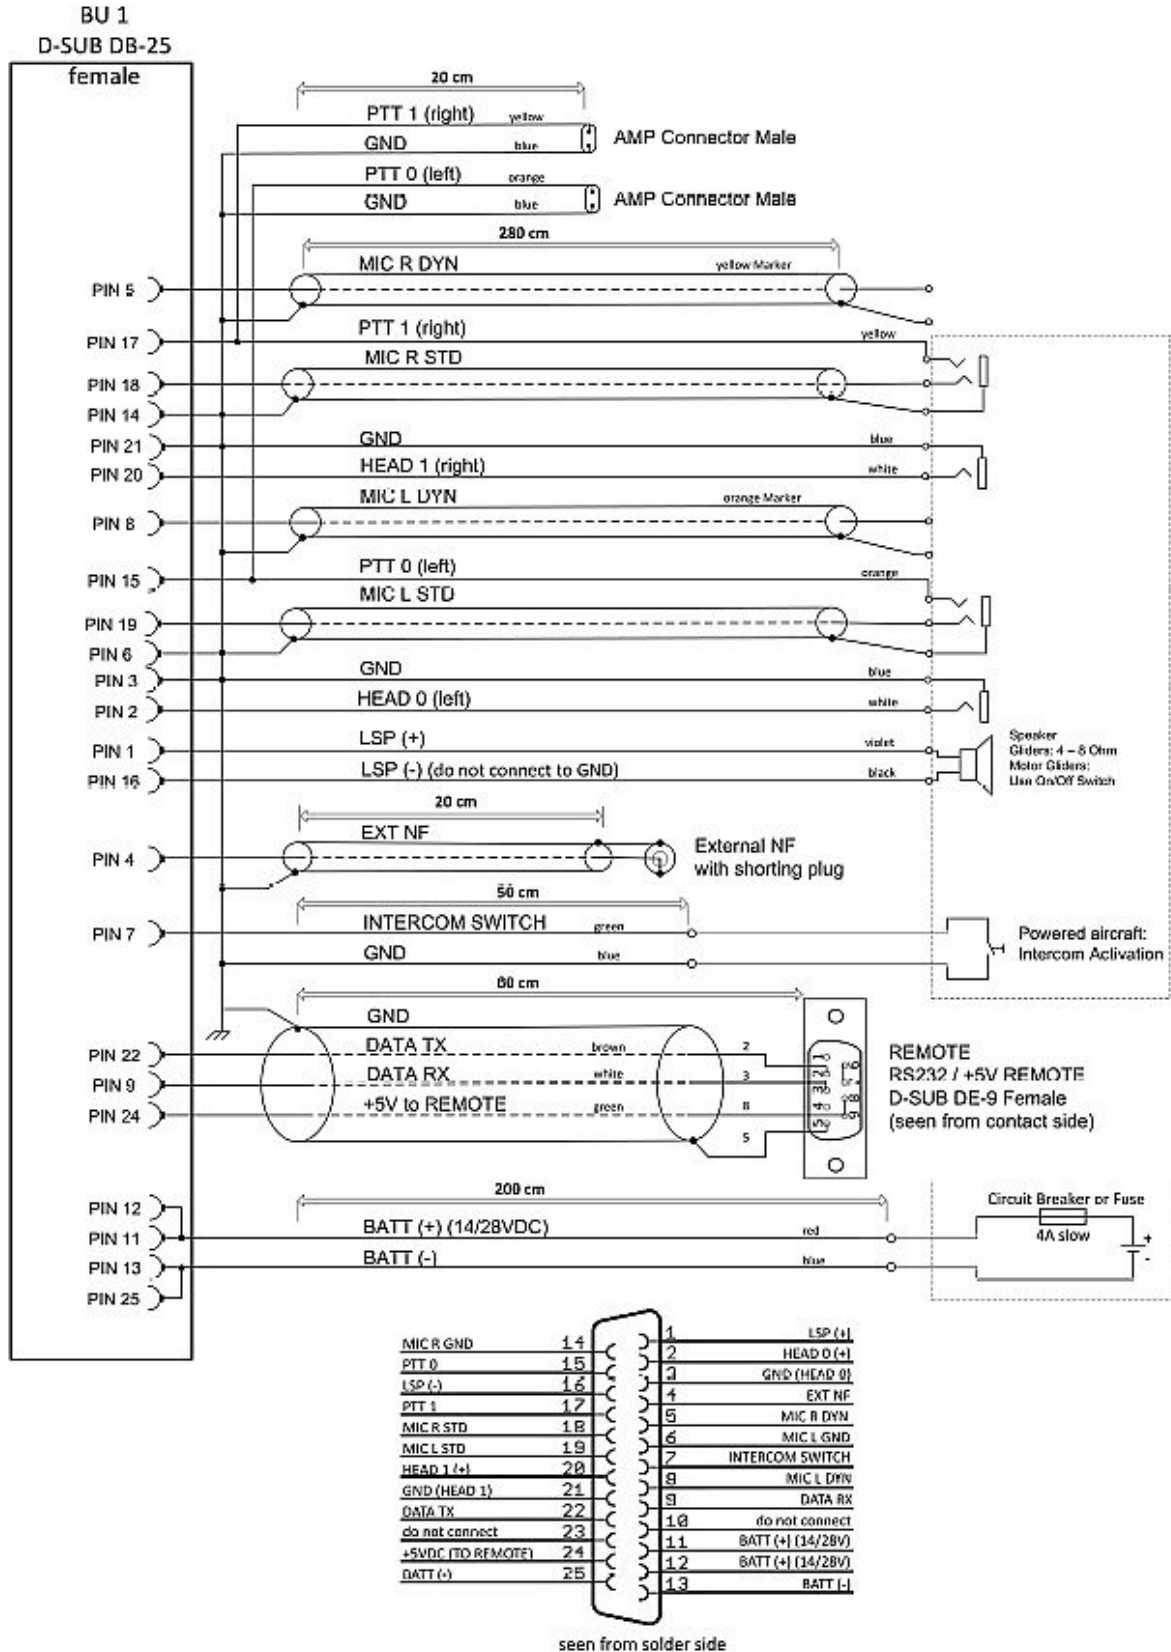 BU 1
D-SUB DB-25
female
20 cm
PTT 1 (right) yellow
GND blue
AMP Connector Male
PTT 0 (left) orange
GND blue
AMP Connector Male
280 cm
MIC R DYN yellow Marker
PIN 5
PTT 1 (right) yellow
PIN 17
MIC R STD
PIN 18
PIN 14
PIN 21 GND blue
PIN 20 HEAD 1 (right) white
MIC L DYN orange Marker
PIN 8
PTT 0 (left) orange
PIN 15
MIC L STD
PIN 19
PIN 6
PIN 3 GND blue
PIN 2 HEAD 0 (left) white
PIN 1 LSP (+) violet
PIN 16 LSP (-) (do not connect to GND) black
Speaker
Gliders: 4 – 8 Ohm
Motor Gliders:
Use On/Off Switch
20 cm
EXT NF
PIN 4
External NF
with shorting plug
50 cm
PIN 7 INTERCOM SWITCH green
GND blue
Powered aircraft:
Intercom Activation
60 cm
GND
PIN 22 DATA TX brown 2
PIN 9 DATA RX white 3
PIN 24 +5V to REMOTE green 8
5
1 2 3 4 5
REMOTE
RS232 / +5V REMOTE
D-SUB DE-9 Female
(seen from contact side)
200 cm
PIN 12
PIN 11 BATT (+) (14/28VDC) red
PIN 13 BATT (-) blue
PIN 25
Circuit Breaker or Fuse
4A slow
+
-
MIC R GND 14
PTT 0 15
LSP (-) 16
PTT 1 17
MIC R STD 18
MIC L STD 19
HEAD 1 (+) 20
GND (HEAD 1) 21
DATA TX 22
do not connect 23
+5VDC (TO REMOTE) 24
BATT (-) 25
1 LSP (+)
2 HEAD 0 (+)
3 GND (HEAD 0)
4 EXT NF
5 MIC R DYN
6 MIC L GND
7 INTERCOM SWITCH
8 MIC L DYN
9 DATA RX
10 do not connect
11 BATT (+) (14/28V)
12 BATT (+) (14/28V)
13 BATT (-)
seen from solder side